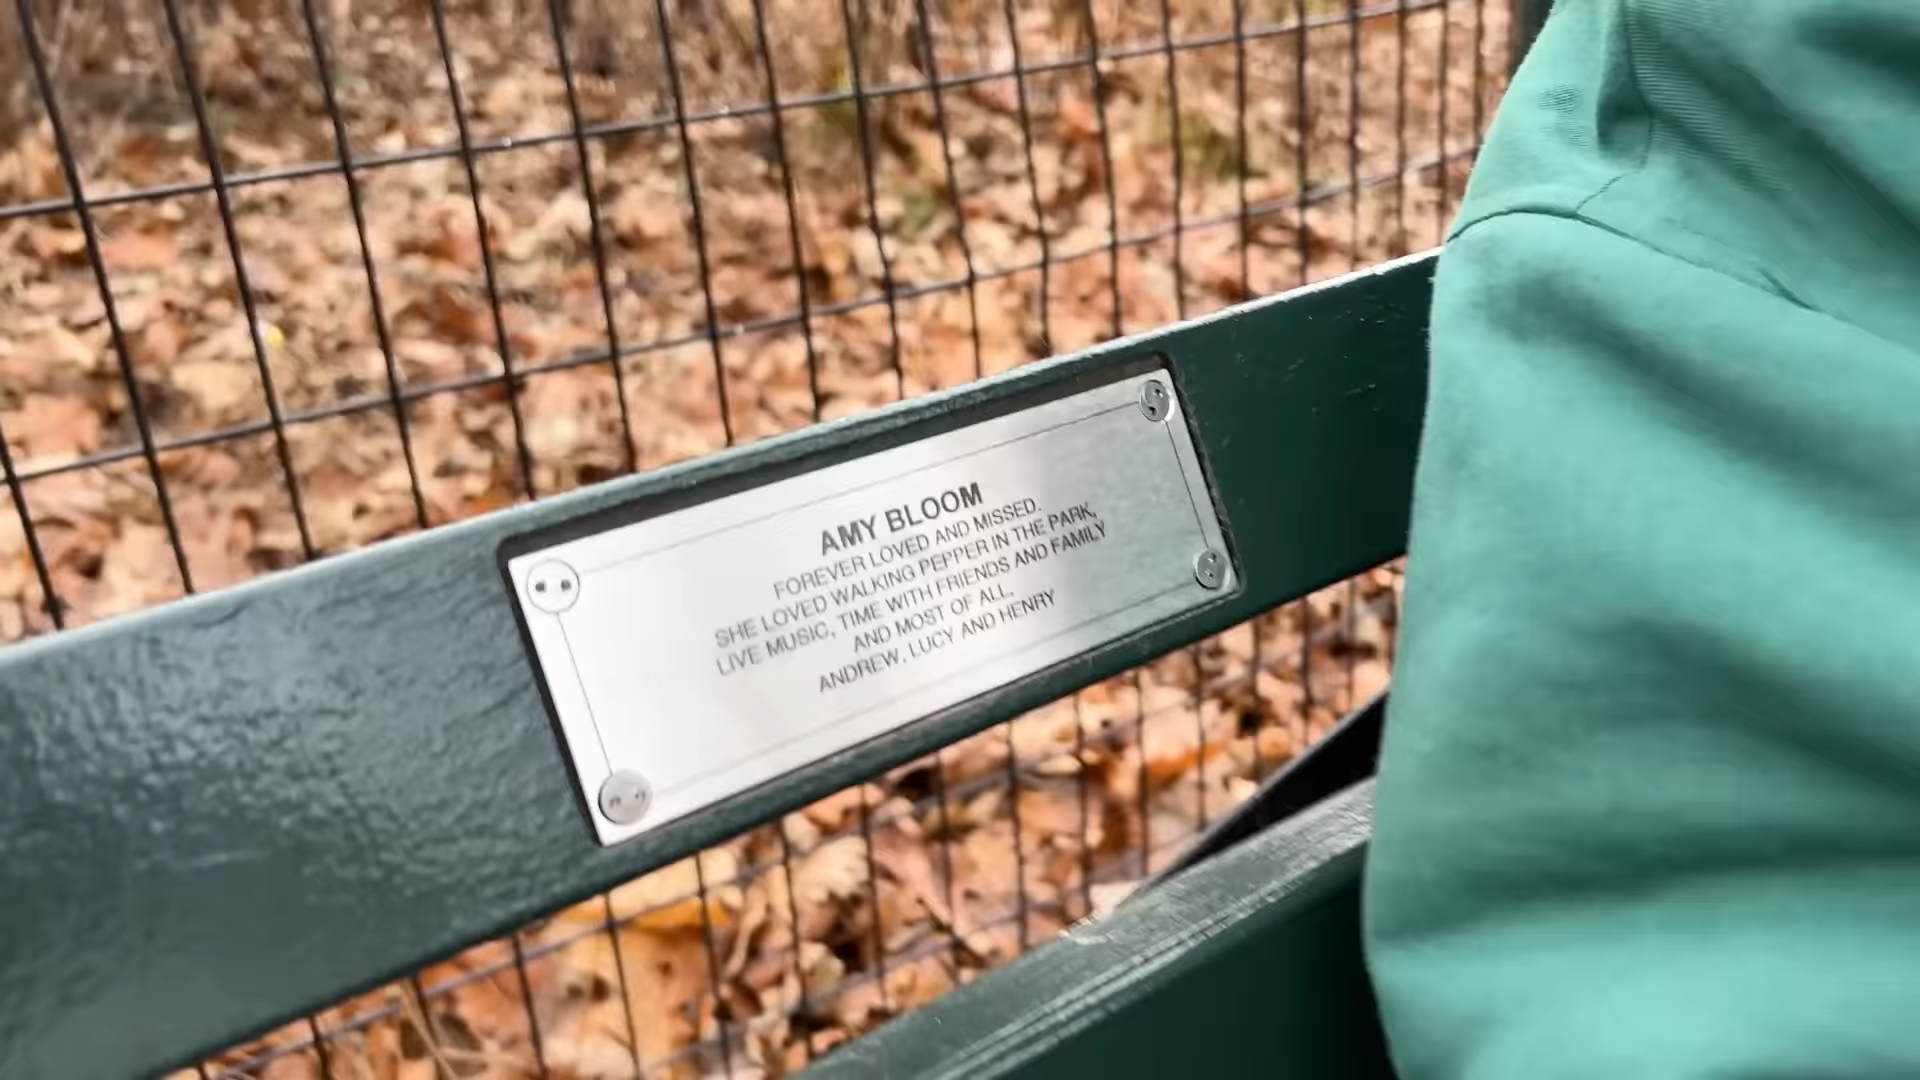 AMY BLOOM
FOREVER LOVED AND MISSED.
SHE LOVED WALKING PEPPER IN THE PARK,
LIVE MUSIC, TIME WITH FRIENDS AND FAMILY
AND MOST OF ALL,
ANDREW, LUCY AND HENRY